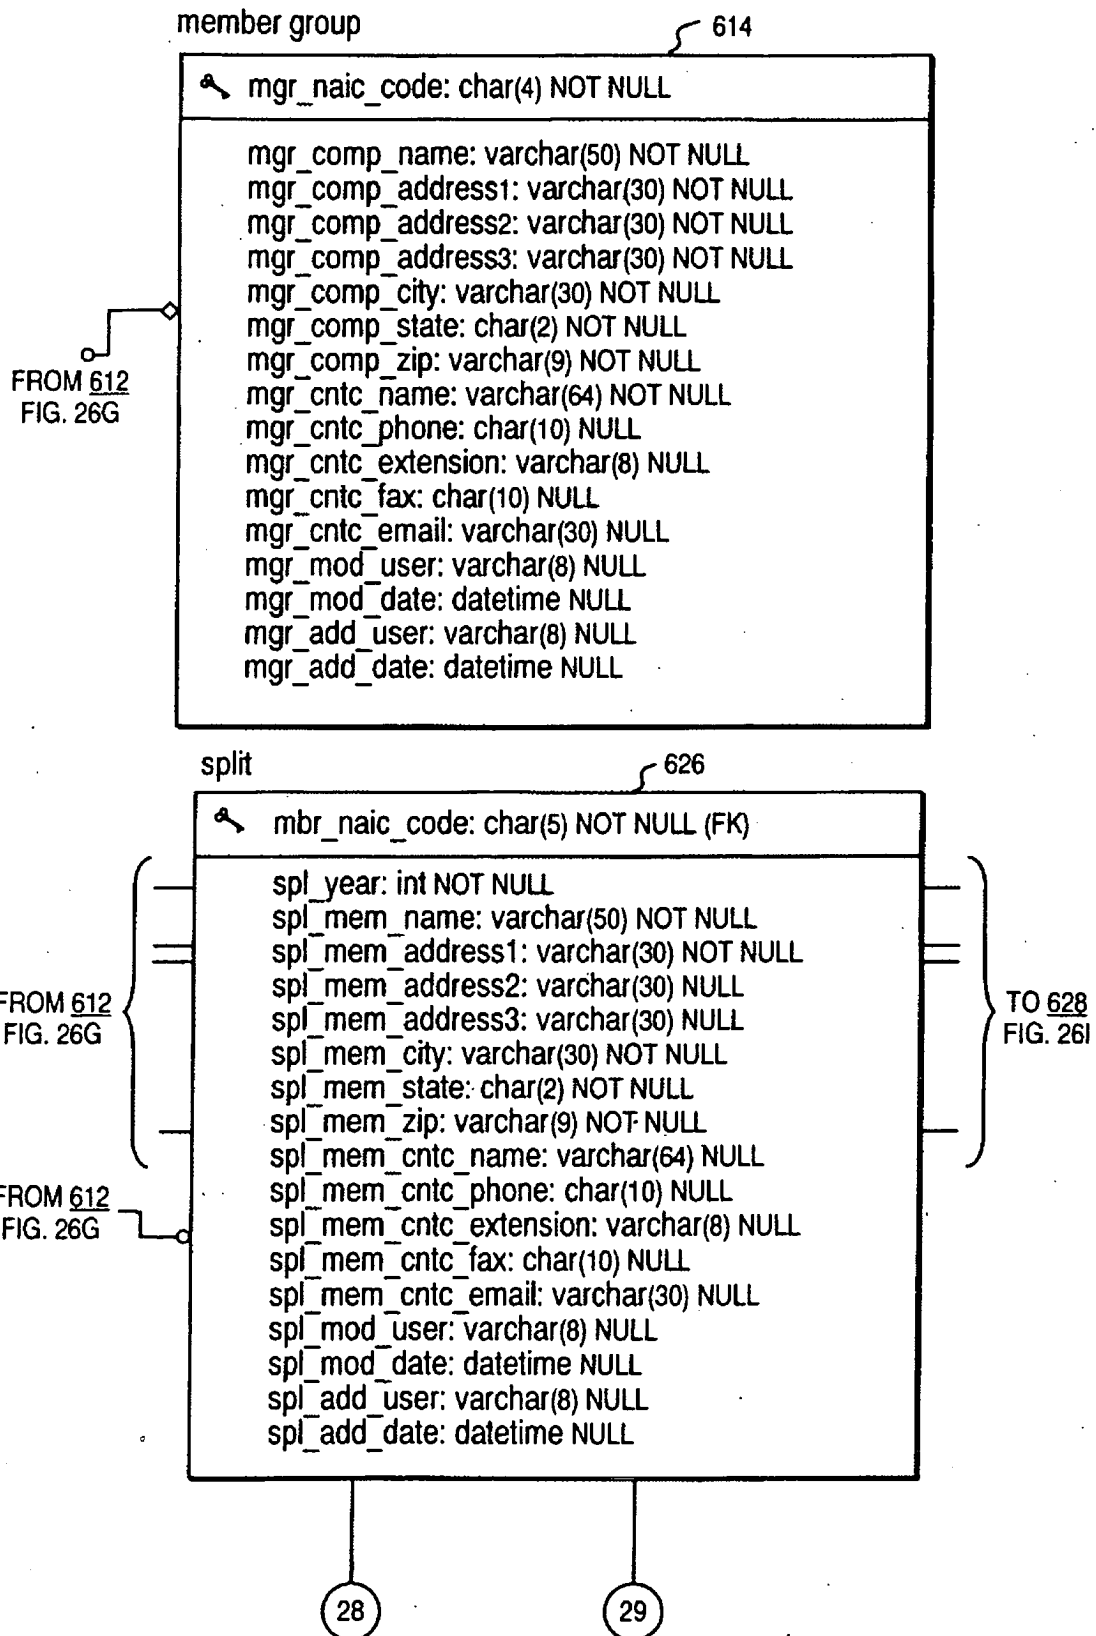 member group
614
mgr_naic_code: char(4) NOT NULL
mgr_comp_name: varchar(50) NOT NULL
mgr_comp_address1: varchar(30) NOT NULL
mgr_comp_address2: varchar(30) NOT NULL
mgr_comp_address3: varchar(30) NOT NULL
mgr_comp_city: varchar(30) NOT NULL
mgr_comp_state: char(2) NOT NULL
mgr_comp_zip: varchar(9) NOT NULL
mgr_cntc_name: varchar(64) NOT NULL
mgr_cntc_phone: char(10) NULL
mgr_cntc_extension: varchar(8) NULL
mgr_cntc_fax: char(10) NULL
mgr_cntc_email: varchar(30) NULL
mgr_mod_user: varchar(8) NULL
mgr_mod_date: datetime NULL
mgr_add_user: varchar(8) NULL
mgr_add_date: datetime NULL
FROM 612
FIG. 26G
split
626
mbr_naic_code: char(5) NOT NULL (FK)
spl_year: int NOT NULL
spl_mem_name: varchar(50) NOT NULL
spl_mem_address1: varchar(30) NOT NULL
spl_mem_address2: varchar(30) NULL
spl_mem_address3: varchar(30) NULL
spl_mem_city: varchar(30) NOT NULL
spl_mem_state: char(2) NOT NULL
spl_mem_zip: varchar(9) NOT NULL
spl_mem_cntc_name: varchar(64) NULL
spl_mem_cntc_phone: char(10) NULL
spl_mem_cntc_extension: varchar(8) NULL
spl_mem_cntc_fax: char(10) NULL
spl_mem_cntc_email: varchar(30) NULL
spl_mod_user: varchar(8) NULL
spl_mod_date: datetime NULL
spl_add_user: varchar(8) NULL
spl_add_date: datetime NULL
FROM 612
FIG. 26G
FROM 612
FIG. 26G
TO 628
FIG. 26I
28
29